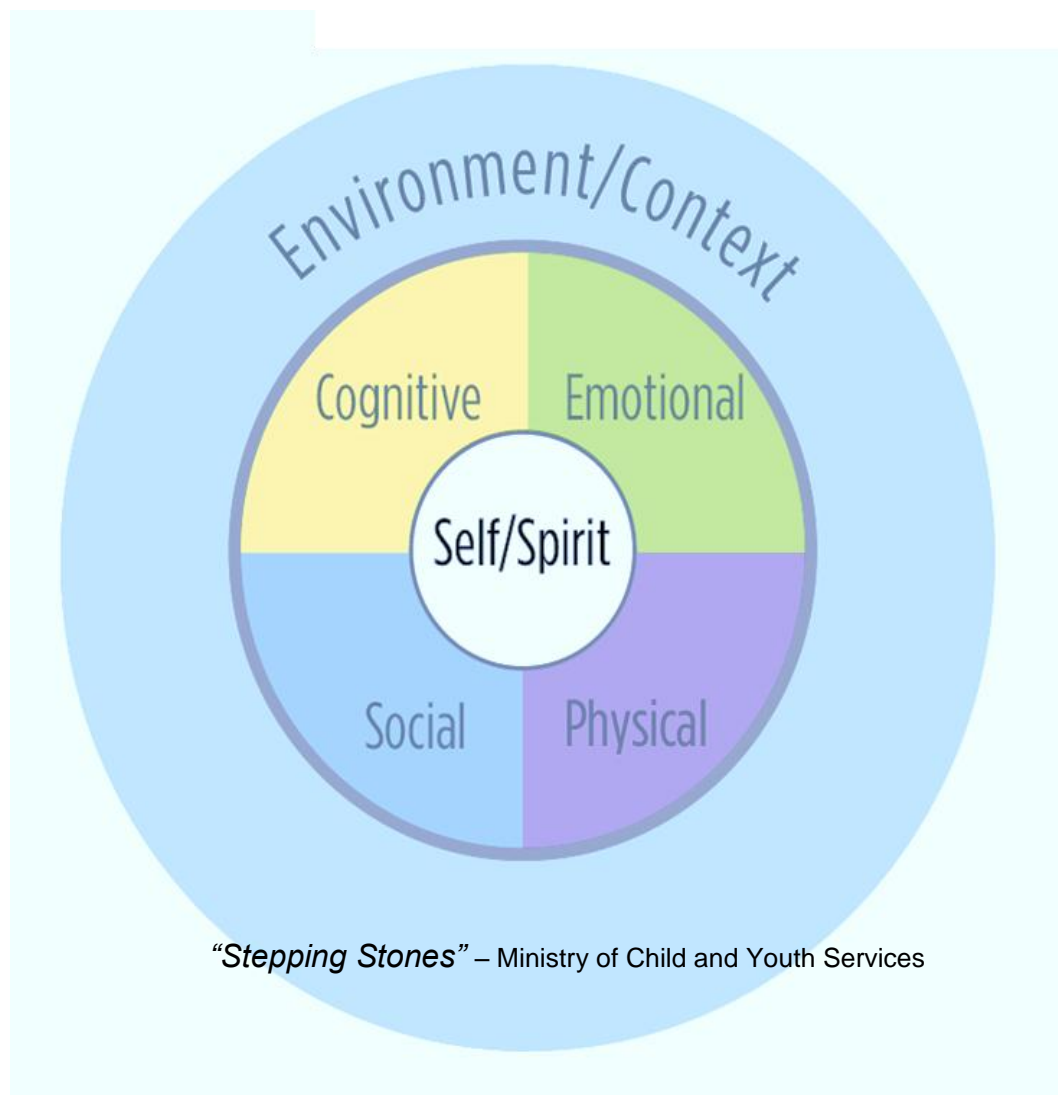 Environment/Context
Cognitive
Emotional
Self/Spirit
Social
Physical
“Stepping Stones” – Ministry of Child and Youth Services